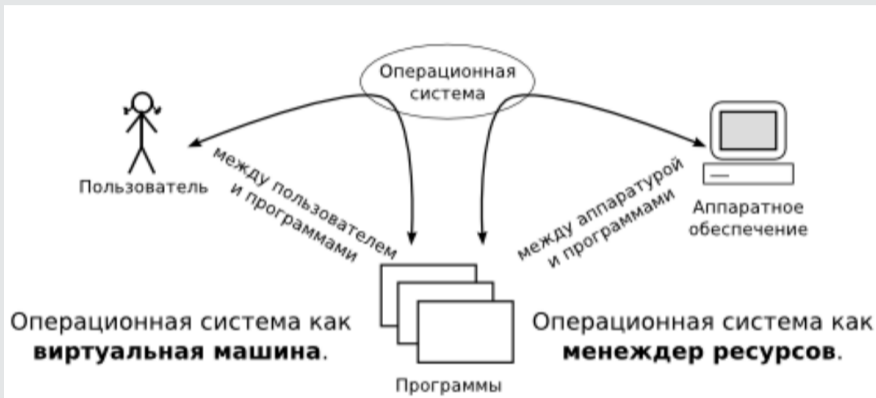 Операционная
система
Пользователь
между пользователем
и программами
между аппаратурой
и программами
Аппаратное
обеспечение
Операционная система как
виртуальная машина.
Операционная система как
менеждер ресурсов.
Программы